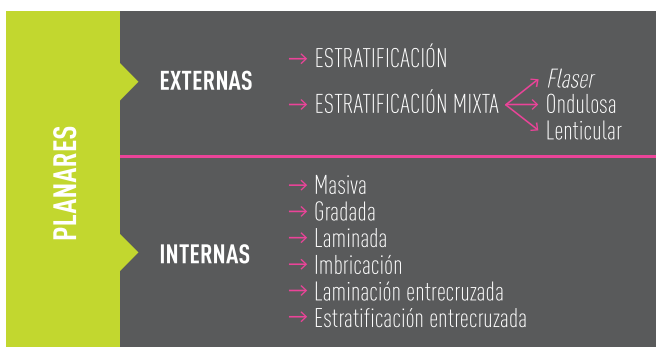 PLANARES
EXTERNAS
→ ESTRATIFICACIÓN
→ ESTRATIFICACIÓN MIXTA
Flaser
Ondulosa
Lenticular
INTERNAS
→ Masiva
→ Gradada
→ Laminada
→ Imbricación
→ Laminación entrecruzada
→ Estratificación entrecruzada